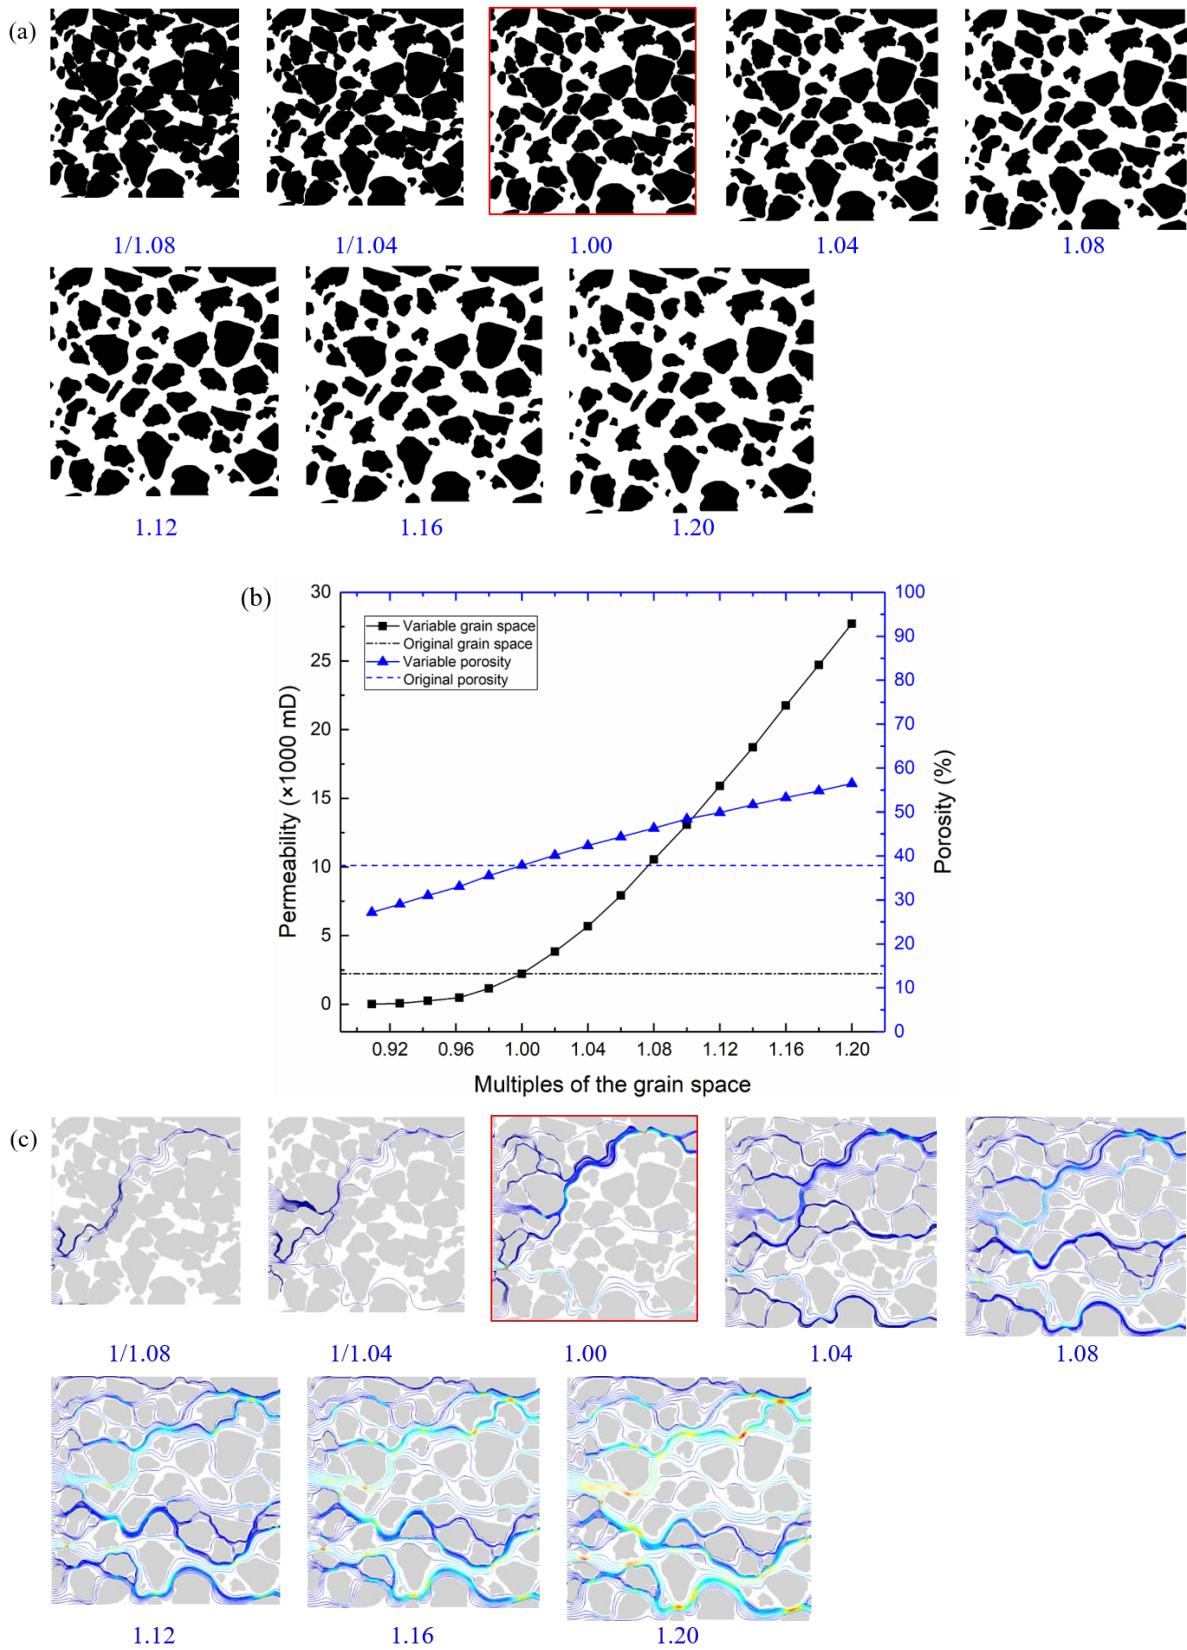 (a)
1/1.08 1/1.04 1.00 1.04 1.08
1.12 1.16 1.20
(b)
Permeability (×1000 mD)
30
25
20
15
10
5
0
Variable grain space
Original grain space
Variable porosity
Original porosity
100
90
80
70
60
50
40
30
20
10
0
Porosity (%)
0.92 0.96 1.00 1.04 1.08 1.12 1.16 1.20
Multiples of the grain space
(c)
1/1.08 1/1.04 1.00 1.04 1.08
1.12 1.16 1.20